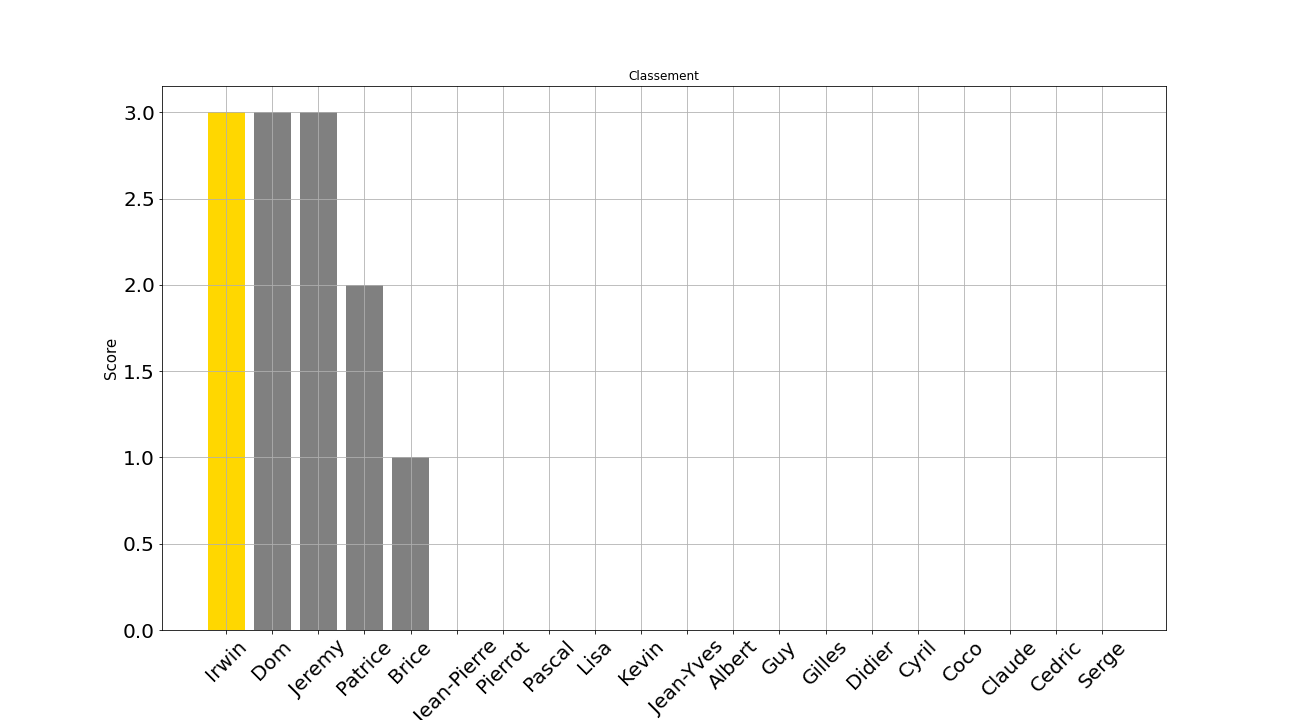 Classement
Score
3.0
2.5
2.0
1.5
1.0
0.5
0.0
Irwin
Dom
Jeremy
Patrice
Brice
Jean-Pierre
Pierrot
Pascal
Lisa
Kevin
Jean-Yves
Albert
Guy
Gilles
Didier
Cyril
Coco
Claude
Cedric
Serge